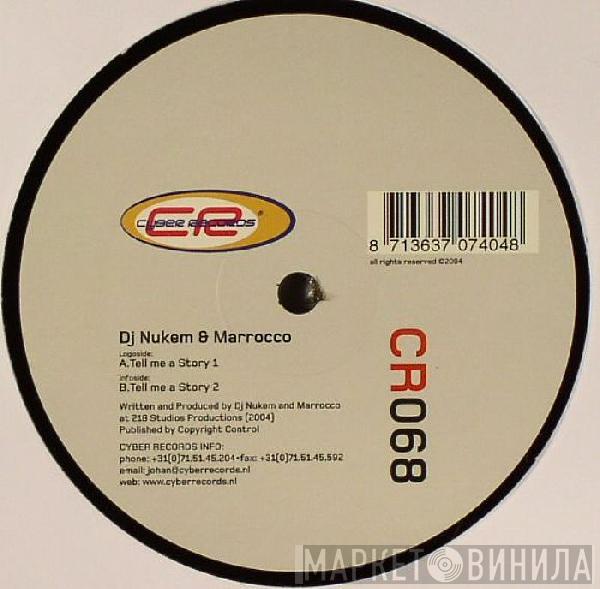 CR
CYBER RECORDS
8 713637 074048
all rights reserved ©2004
Dj Nukem & Marrocco
Logoside:
A.Tell me a Story 1
Infoside:
B.Tell me a Story 2
Written and Produced by Dj Nukem and Marrocco
at 218 Studios Productions (2004)
Published by Copyright Control
CYBER RECORDS INFO:
phone: +31(0)71.51.45.204-fax: +31(0)71.51.45.592
email: johan@cyberrecords.nl
web: www.cyberrecords.nl
CR068
МАРКЕТ ВИНИЛА